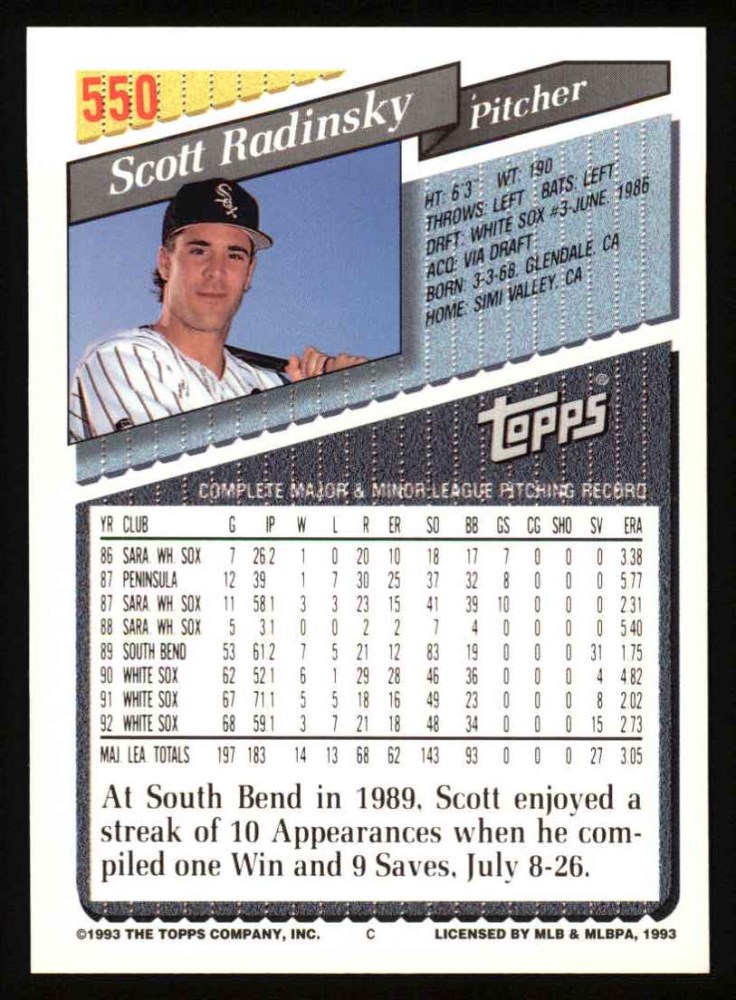 550
Scott Radinsky
Pitcher
HT: 6'3 WT: 190
THROWS: LEFT BATS: LEFT
DRFT: WHITE SOX #3-JUNE, 1986
ACQ: VIA DRAFT
BORN: 3-3-68, GLENDALE, CA
HOME: SIMI VALLEY, CA
Sox
TOPPS®
COMPLETE MAJOR & MINOR LEAGUE PITCHING RECORD
YR CLUB G IP W L R ER SO BB GS CG SHO SV ERA
86 SARA. WH. SOX 7 26.2 1 0 20 10 18 17 7 0 0 0 3.38
87 PENINSULA 12 39 1 7 30 25 37 32 8 0 0 0 5.77
87 SARA. WH. SOX 11 58.1 3 3 23 15 41 39 10 0 0 0 2.31
88 SARA. WH. SOX 5 3.1 0 0 2 2 7 4 0 0 0 0 5.40
89 SOUTH BEND 53 61.2 7 5 21 12 83 19 0 0 0 31 1.75
90 WHITE SOX 62 52.1 6 1 29 28 46 36 0 0 0 4 4.82
91 WHITE SOX 67 71.1 5 5 18 16 49 23 0 0 0 8 2.02
92 WHITE SOX 68 59.1 3 7 21 18 48 34 0 0 0 15 2.73
MAJ. LEA. TOTALS 197 183 14 13 68 62 143 93 0 0 0 27 3.05
At South Bend in 1989, Scott enjoyed a
streak of 10 Appearances when he com-
piled one Win and 9 Saves, July 8-26.
©1993 THE TOPPS COMPANY, INC. C LICENSED BY MLB & MLBPA, 1993